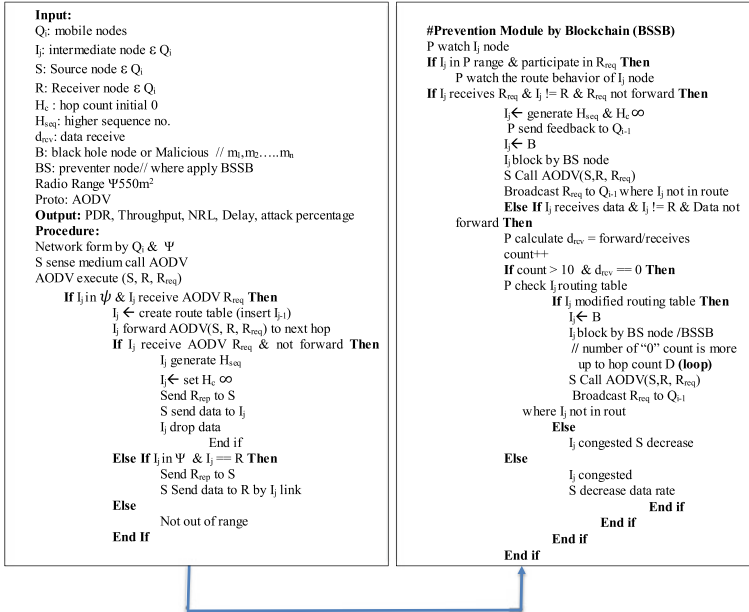 Input:
Qi: mobile nodes
Ij: intermediate node ε Qi
S: Source node ε Qi
R: Receiver node ε Qi
Hc : hop count initial 0
Hseq: higher sequence no.
drcv: data receive
B: black hole node or Malicious // m1,m2…..mn
BS: preventer node// where apply BSSB
Radio Range Ψ550m2
Proto: AODV
Output: PDR, Throughput, NRL, Delay, attack percentage
Procedure:
Network form by Qi & Ψ
S sense medium call AODV
AODV execute (S, R, Rreq)
If Ij in ψ & Ij receive AODV Rreq Then
Ij ← create route table (insert Ij-1)
Ij forward AODV(S, R, Rreq) to next hop
If Ij receive AODV Rreq & not forward Then
Ij generate Hseq
Ij← set Hc ∞
Send Rrep to S
S send data to Ij
Ij drop data
End if
Else If Ij in Ψ & Ij == R Then
Send Rrep to S
S Send data to R by Ij link
Else
Not out of range
End If
#Prevention Module by Blockchain (BSSB)
P watch Ij node
If Ij in P range & participate in Rreq Then
P watch the route behavior of Ij node
If Ij receives Rreq & Ij != R & Rreq not forward Then
Ij← generate Hseq & Hc ∞
P send feedback to Qi-1
Ij← B
Ij block by BS node
S Call AODV(S,R, Rreq)
Broadcast Rreq to Qi-1 where Ij not in route
Else If Ij receives data & Ij != R & Data not
forward Then
P calculate drcv = forward/receives
count++
If count > 10 & drcv == 0 Then
P check Ij routing table
If Ij modified routing table Then
Ij← B
Ij block by BS node /BSSB
// number of “0” count is more
up to hop count D (loop)
S Call AODV(S,R, Rreq)
Broadcast Rreq to Qi-1
where Ij not in rout
Else
Ij congested S decrease
Else
Ij congested
S decrease data rate
End if
End if
End if
End if